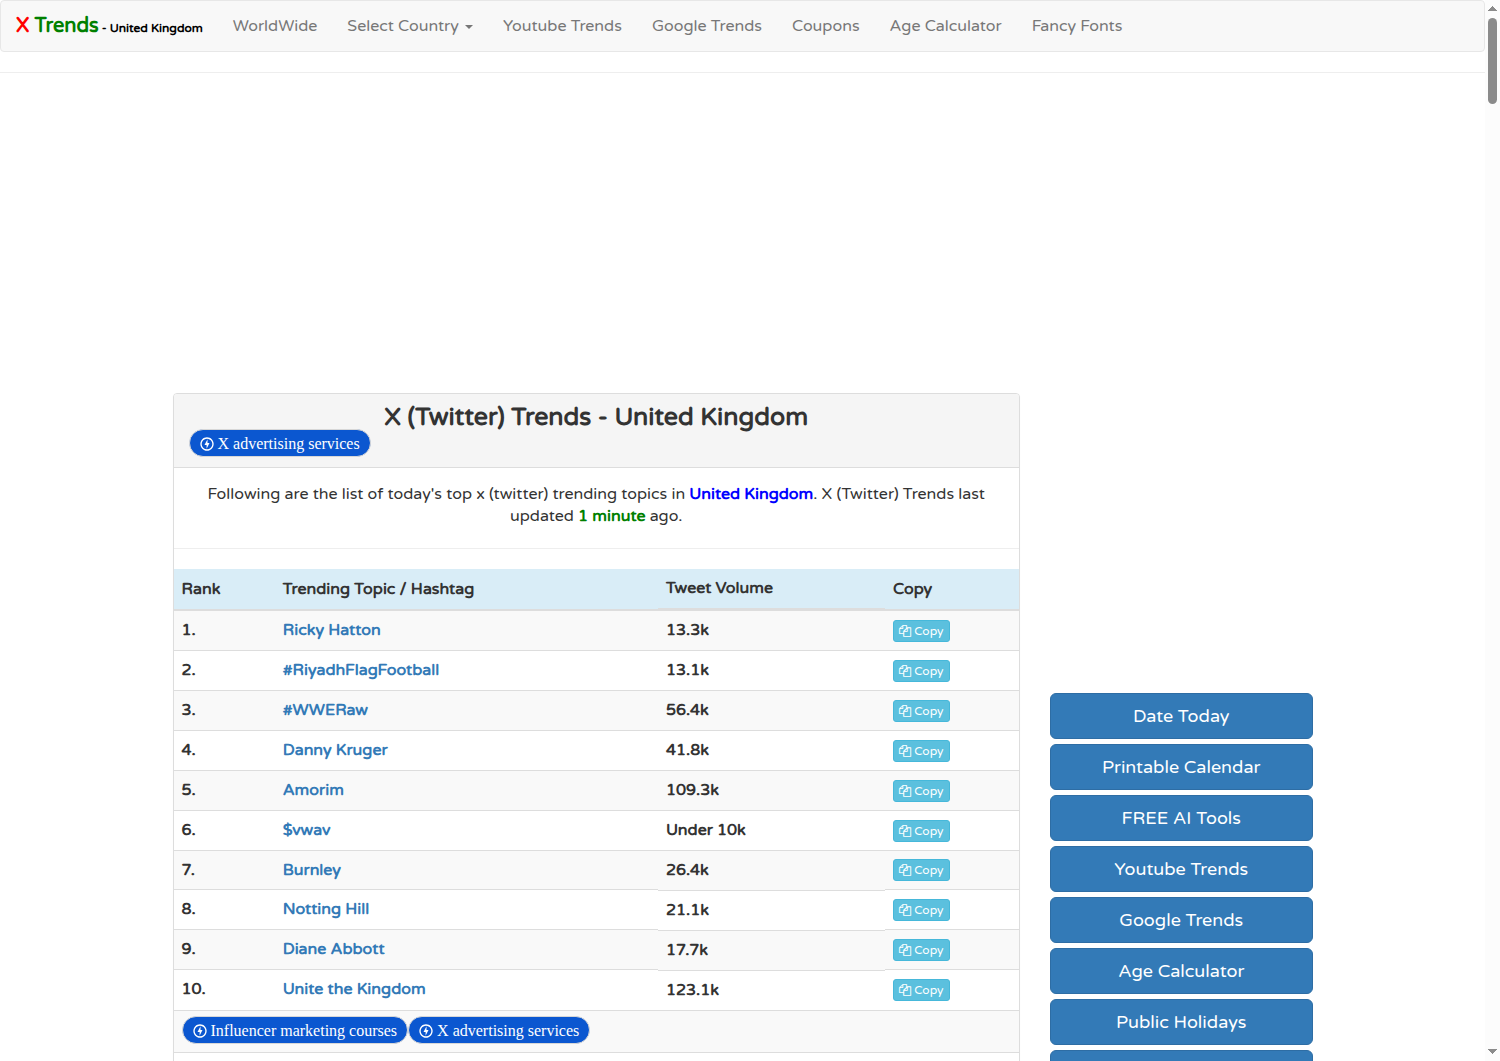 X Trends - United Kingdom WorldWide Select Country Youtube Trends Google Trends Coupons Age Calculator Fancy Fonts
X (Twitter) Trends - United Kingdom
X advertising services
Following are the list of today's top x (twitter) trending topics in United Kingdom. X (Twitter) Trends last
updated 1 minute ago.
Rank Trending Topic / Hashtag Tweet Volume Copy
1. Ricky Hatton 13.3k Copy
2. #RiyadhFlagFootball 13.1k Copy
3. #WWERaw 56.4k Copy
4. Danny Kruger 41.8k Copy
5. Amorim 109.3k Copy
6. $vwav Under 10k Copy
7. Burnley 26.4k Copy
8. Notting Hill 21.1k Copy
9. Diane Abbott 17.7k Copy
10. Unite the Kingdom 123.1k Copy
Influencer marketing courses X advertising services
Date Today
Printable Calendar
FREE AI Tools
Youtube Trends
Google Trends
Age Calculator
Public Holidays